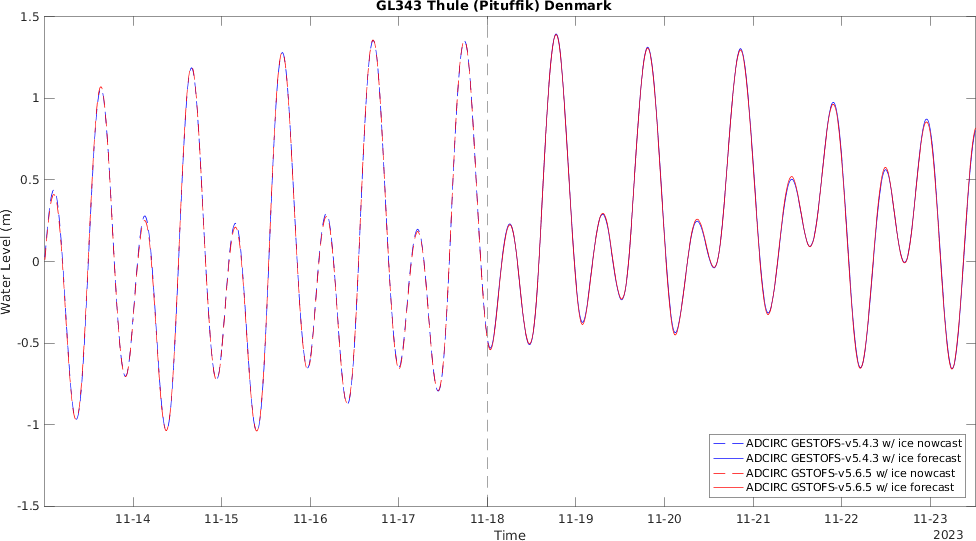 GL343 Thule (Pituffik) Denmark
1.5
1
0.5
0
-0.5
-1
-1.5
Water Level (m)
11-14 11-15 11-16 11-17 11-18 11-19 11-20 11-21 11-22 11-23
Time
2023
ADCIRC GESTOFS-v5.4.3 w/ ice nowcast
ADCIRC GESTOFS-v5.4.3 w/ ice forecast
ADCIRC GSTOFS-v5.6.5 w/ ice nowcast
ADCIRC GSTOFS-v5.6.5 w/ ice forecast